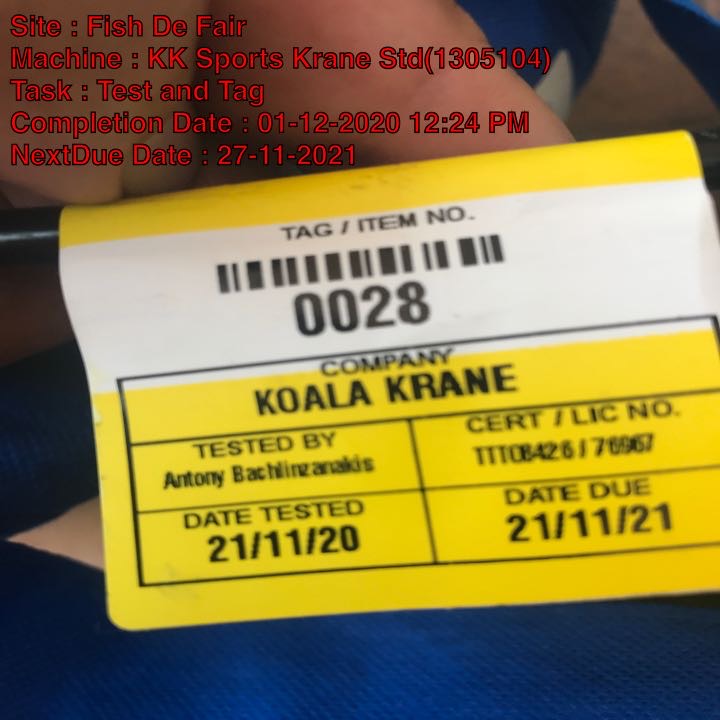 Site : Fish De Fair
Machine : KK Sports Krane Std(1305104)
Task : Test and Tag
Completion Date : 01-12-2020 12:24 PM
NextDue Date : 27-11-2021
TAG / ITEM NO.
0028
COMPANY
KOALA KRANE
TESTED BY
Antony Bachlinzanakis
CERT / LIC NO.
TTT08426 / 76967
DATE TESTED
21/11/20
DATE DUE
21/11/21